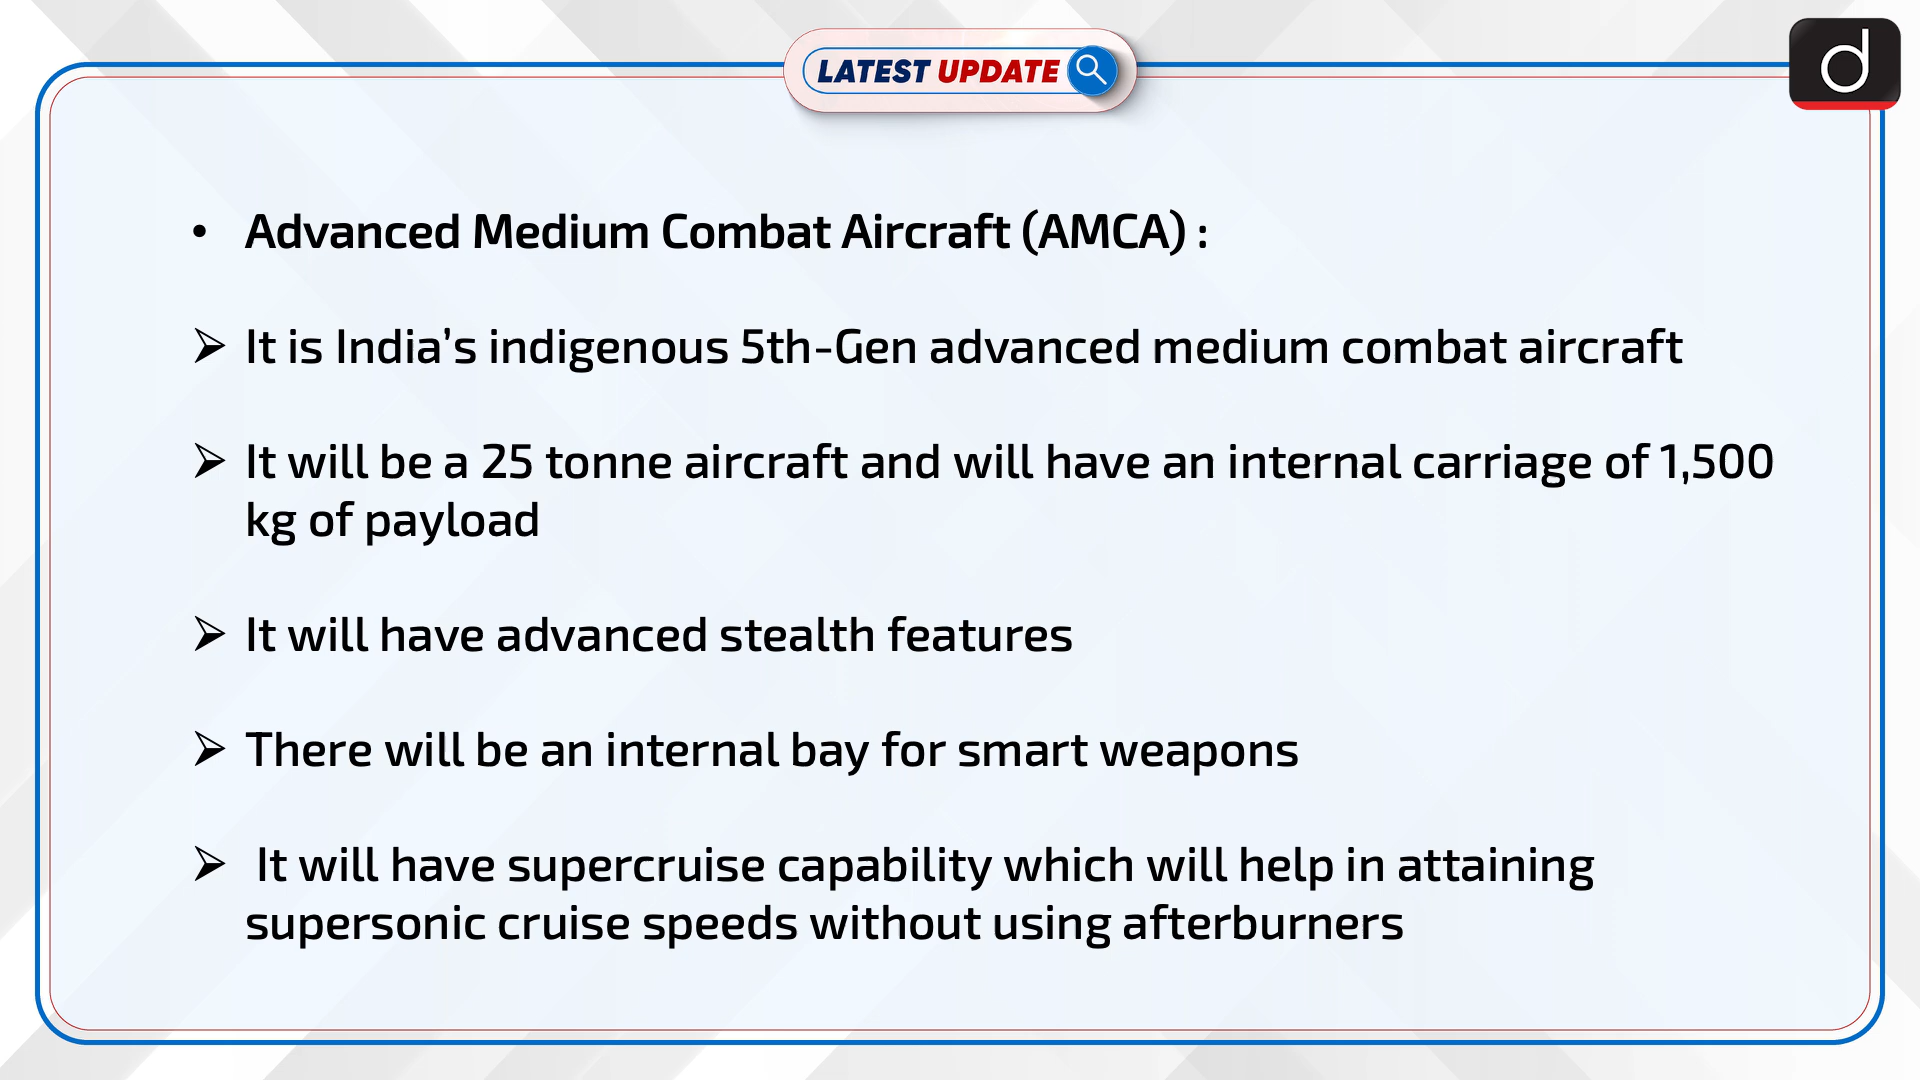 LATEST UPDATE
d
• Advanced Medium Combat Aircraft (AMCA) :
➢ It is India’s indigenous 5th-Gen advanced medium combat aircraft
➢ It will be a 25 tonne aircraft and will have an internal carriage of 1,500
kg of payload
➢ It will have advanced stealth features
➢ There will be an internal bay for smart weapons
➢ It will have supercruise capability which will help in attaining
supersonic cruise speeds without using afterburners